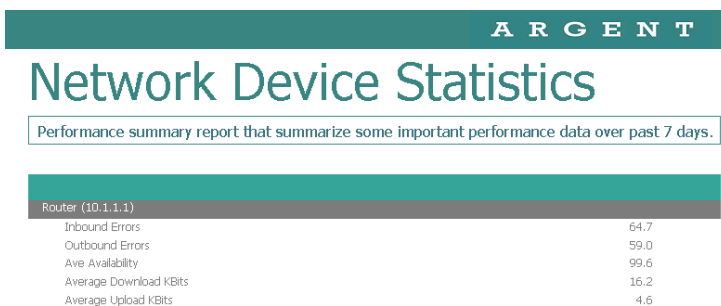 ARGENT
Network Device Statistics
Performance summary report that summarize some important performance data over past 7 days.
Router (10.1.1.1)
Inbound Errors 64.7
Outbound Errors 59.0
Ave Availability 99.6
Average Download KBits 16.2
Average Upload KBits 4.6